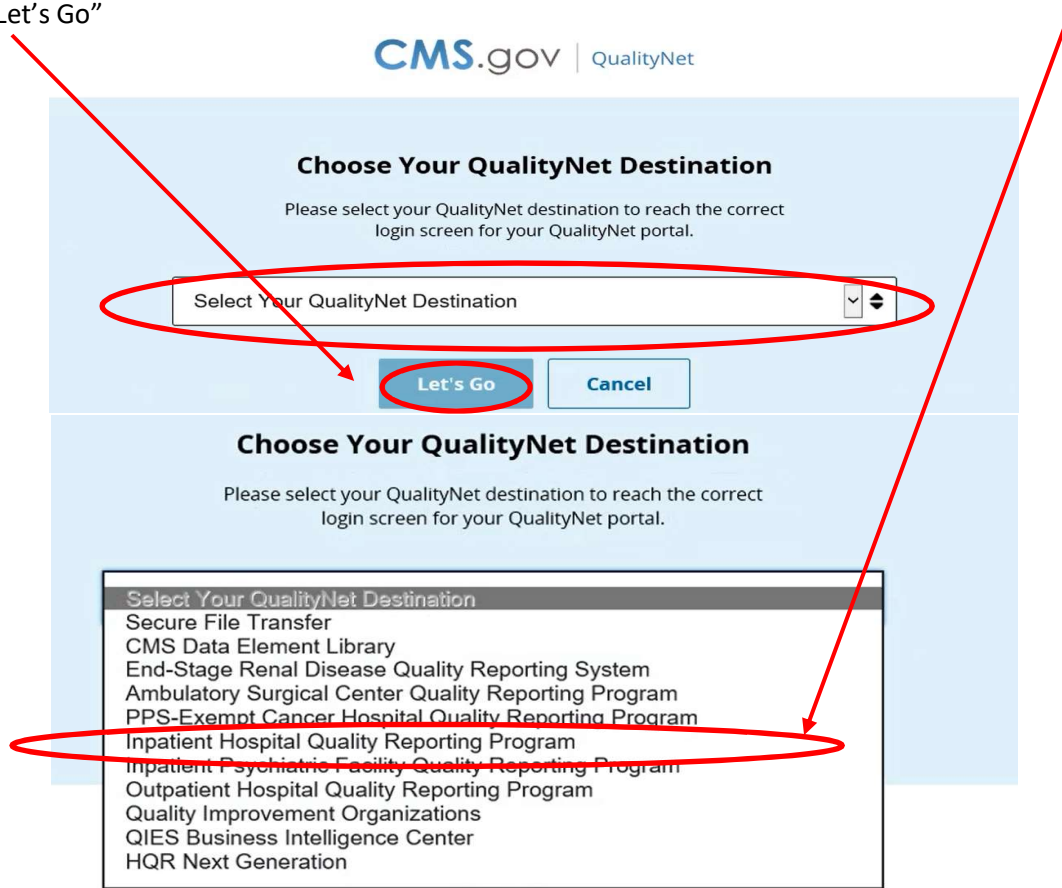 Let’s Go”
CMS.gov | QualityNet
Choose Your QualityNet Destination
Please select your QualityNet destination to reach the correct
login screen for your QualityNet portal.
Select Your QualityNet Destination
Let's Go
Cancel
Choose Your QualityNet Destination
Please select your QualityNet destination to reach the correct
login screen for your QualityNet portal.
Select Your QualityNet Destination
Secure File Transfer
CMS Data Element Library
End-Stage Renal Disease Quality Reporting System
Ambulatory Surgical Center Quality Reporting Program
PPS-Exempt Cancer Hospital Quality Reporting Program
Inpatient Hospital Quality Reporting Program
Inpatient Psychiatric Facility Quality Reporting Program
Outpatient Hospital Quality Reporting Program
Quality Improvement Organizations
QIES Business Intelligence Center
HQR Next Generation